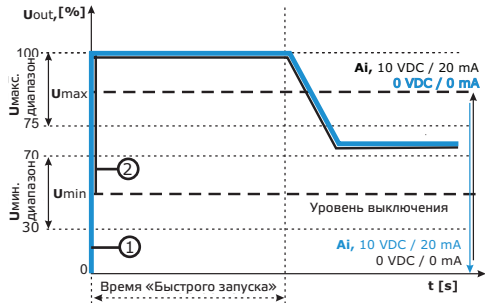 Uout,[%]
100
Ai, 10 VDC / 20 mA
0 VDC / 0 mA
Uмакс.
диапазон
Umax
75
70
2
Uмин.
диапазон
Umin
Уровень выключения
30
1
Ai, 10 VDC / 20 mA
0 VDC / 0 mA
0
t [s]
Время «Быстрого запуска»